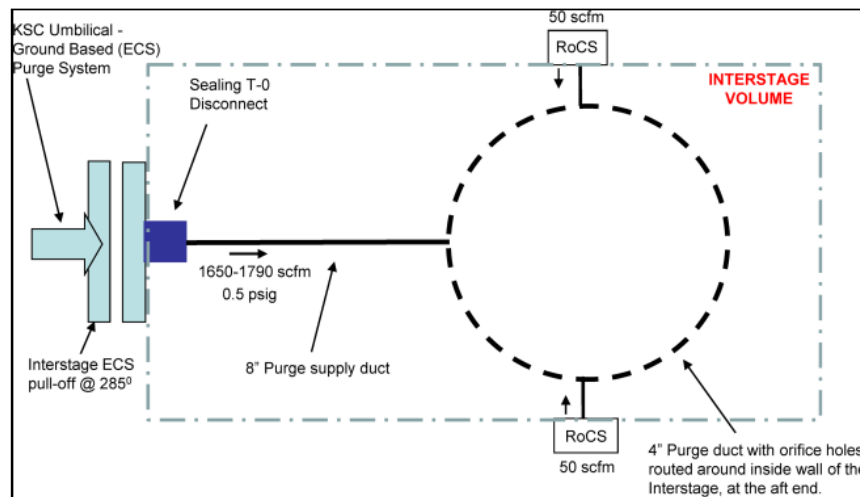 50 scfm
KSC Umbilical -
Ground Based (ECS)
Purge System
RoCS
Sealing T-0
Disconnect
INTERSTAGE
VOLUME
1650-1790 scfm
0.5 psig
Interstage ECS
pull-off @ 285⁰
8” Purge supply duct
RoCS
50 scfm
4” Purge duct with orifice holes
routed around inside wall of the
Interstage, at the aft end.